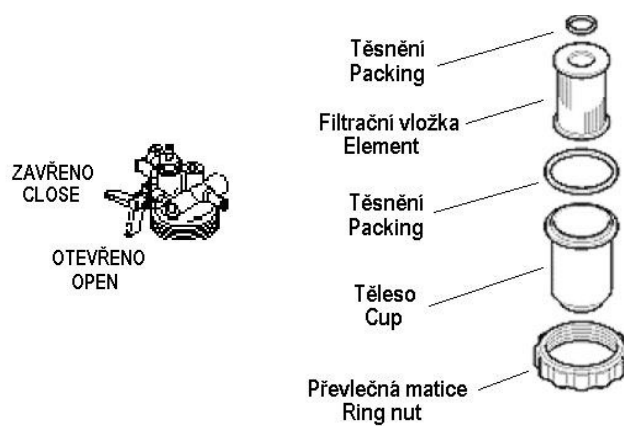 ZAVŘENO
CLOSE
OTEVŘENO
OPEN
Těsnění
Packing
Filtrační vložka
Element
Těsnění
Packing
Těleso
Cup
Převlečná matice
Ring nut